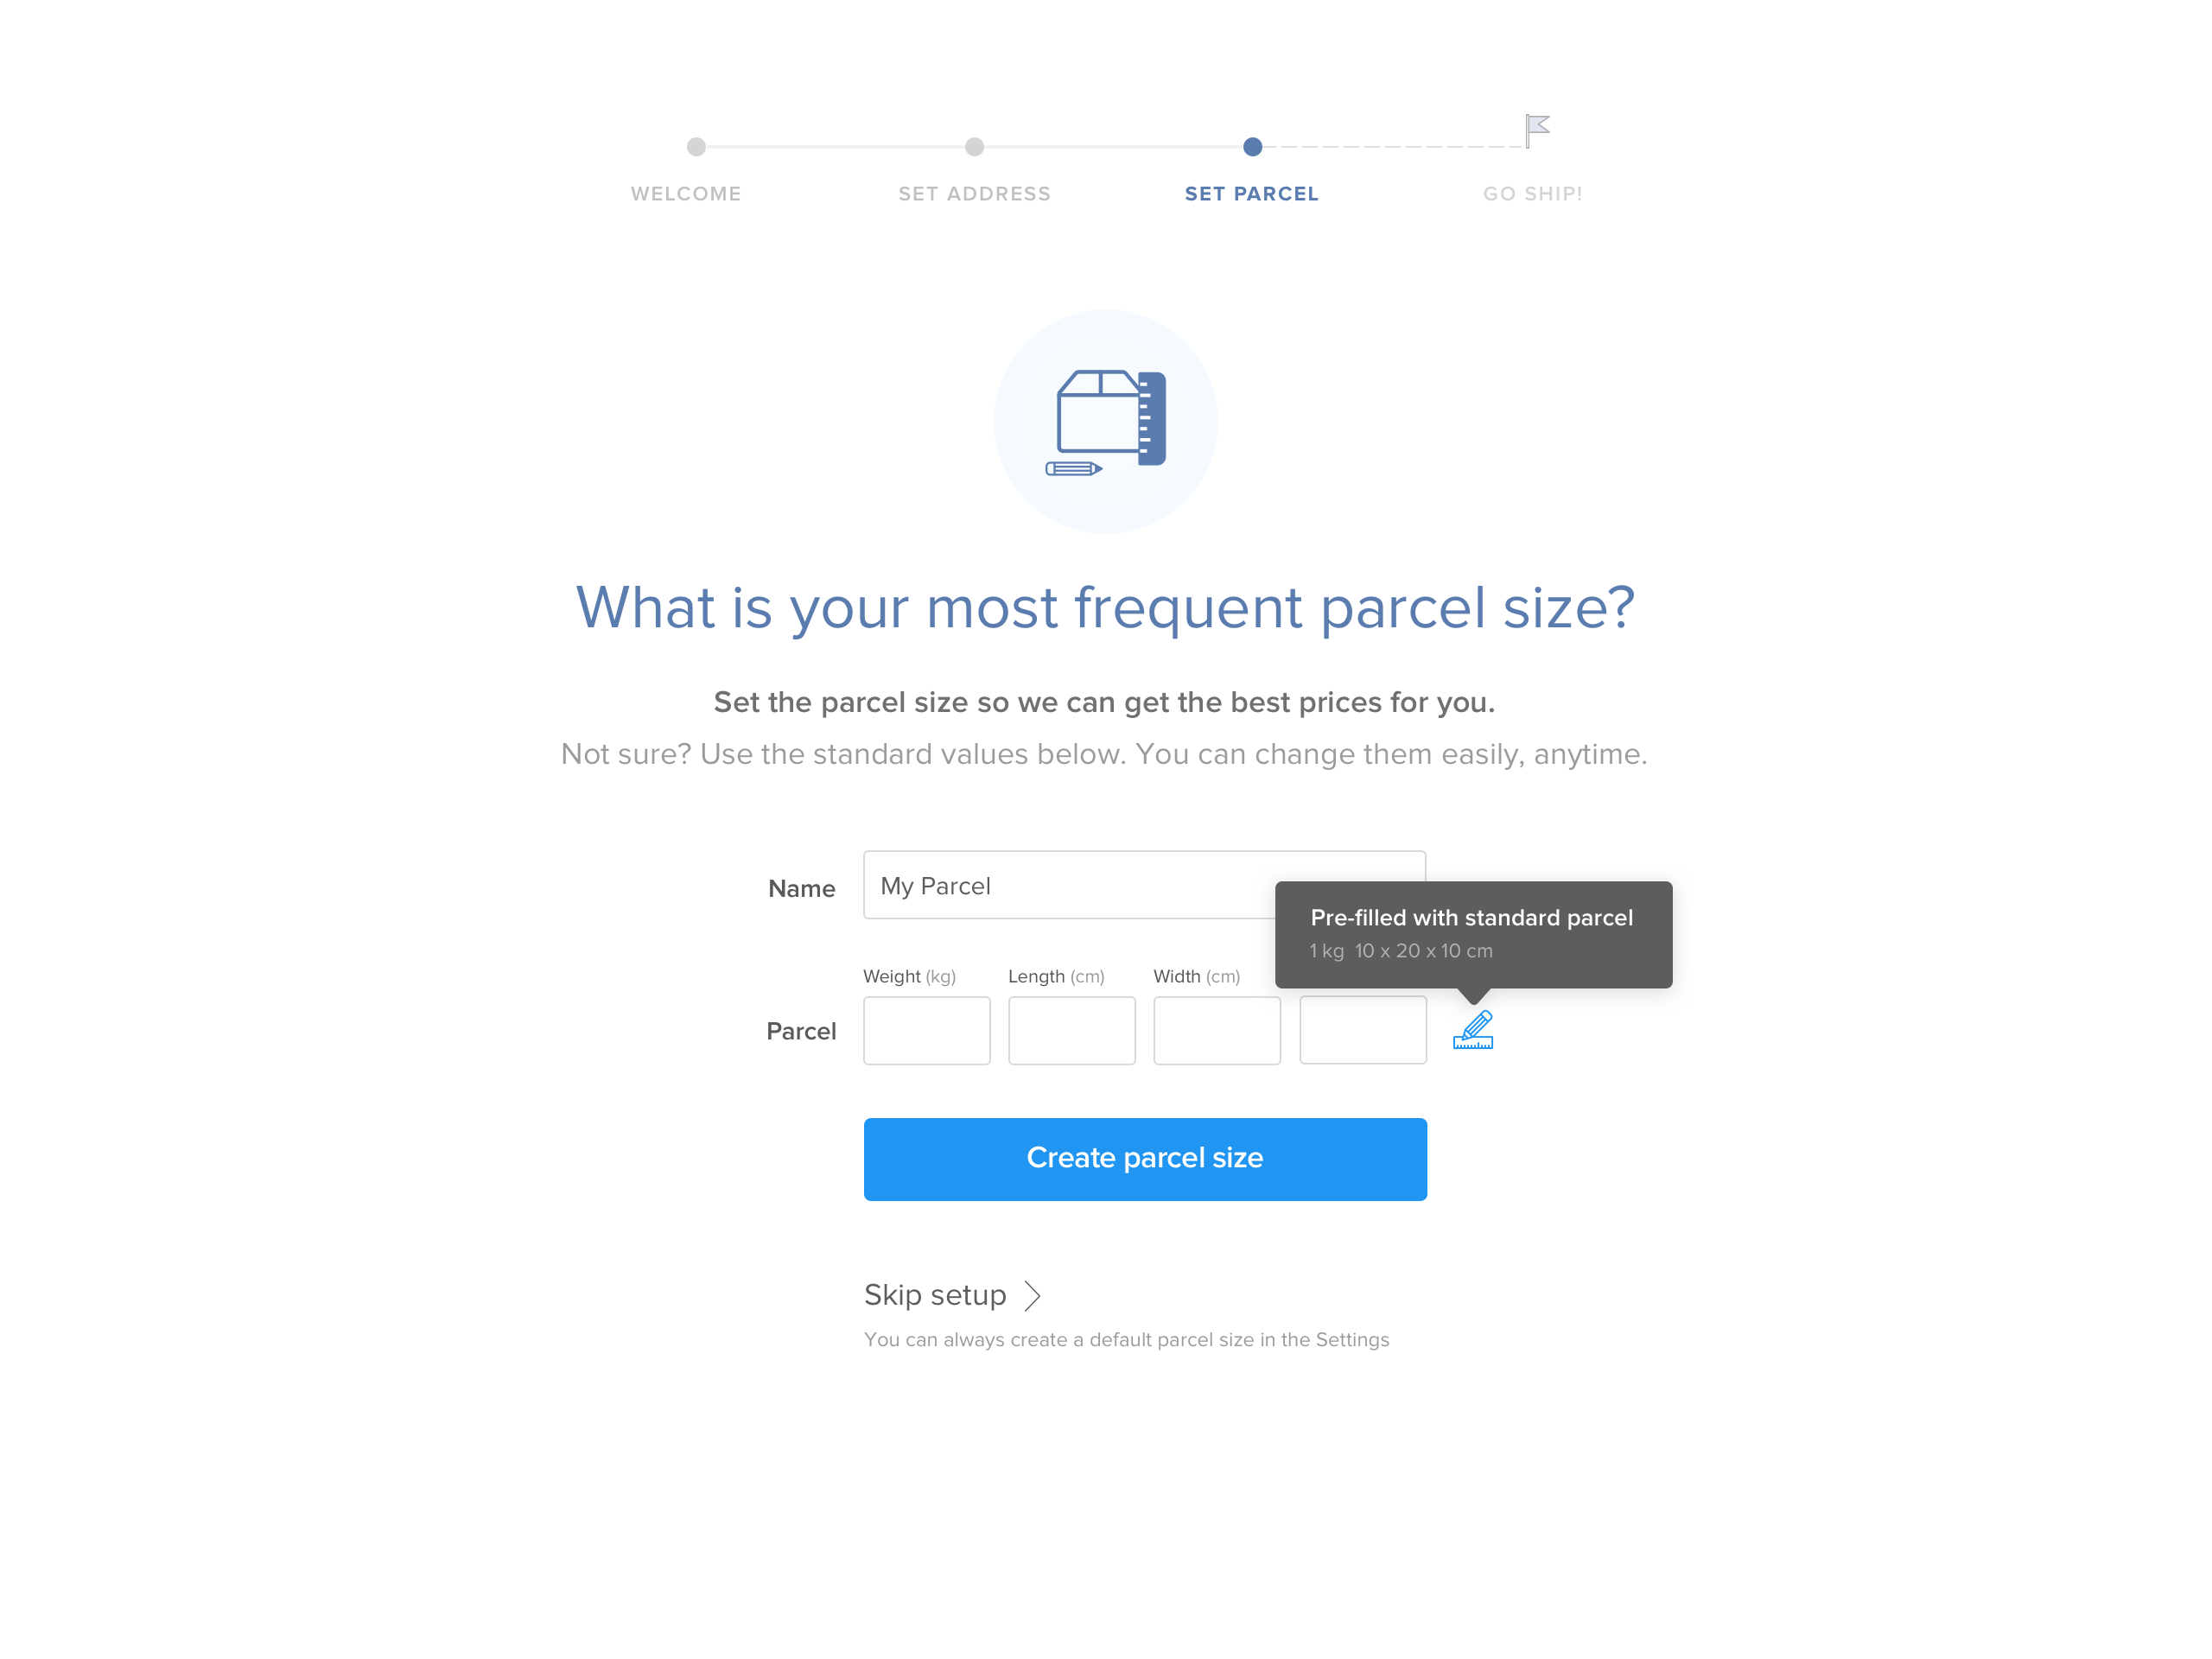 WELCOME SET ADDRESS SET PARCEL GO SHIP!
What is your most frequent parcel size?
Set the parcel size so we can get the best prices for you.
Not sure? Use the standard values below. You can change them easily, anytime.
Name My Parcel
Pre-filled with standard parcel
1 kg 10 x 20 x 10 cm
Weight (kg) Length (cm) Width (cm)
Parcel
Create parcel size
Skip setup
You can always create a default parcel size in the Settings